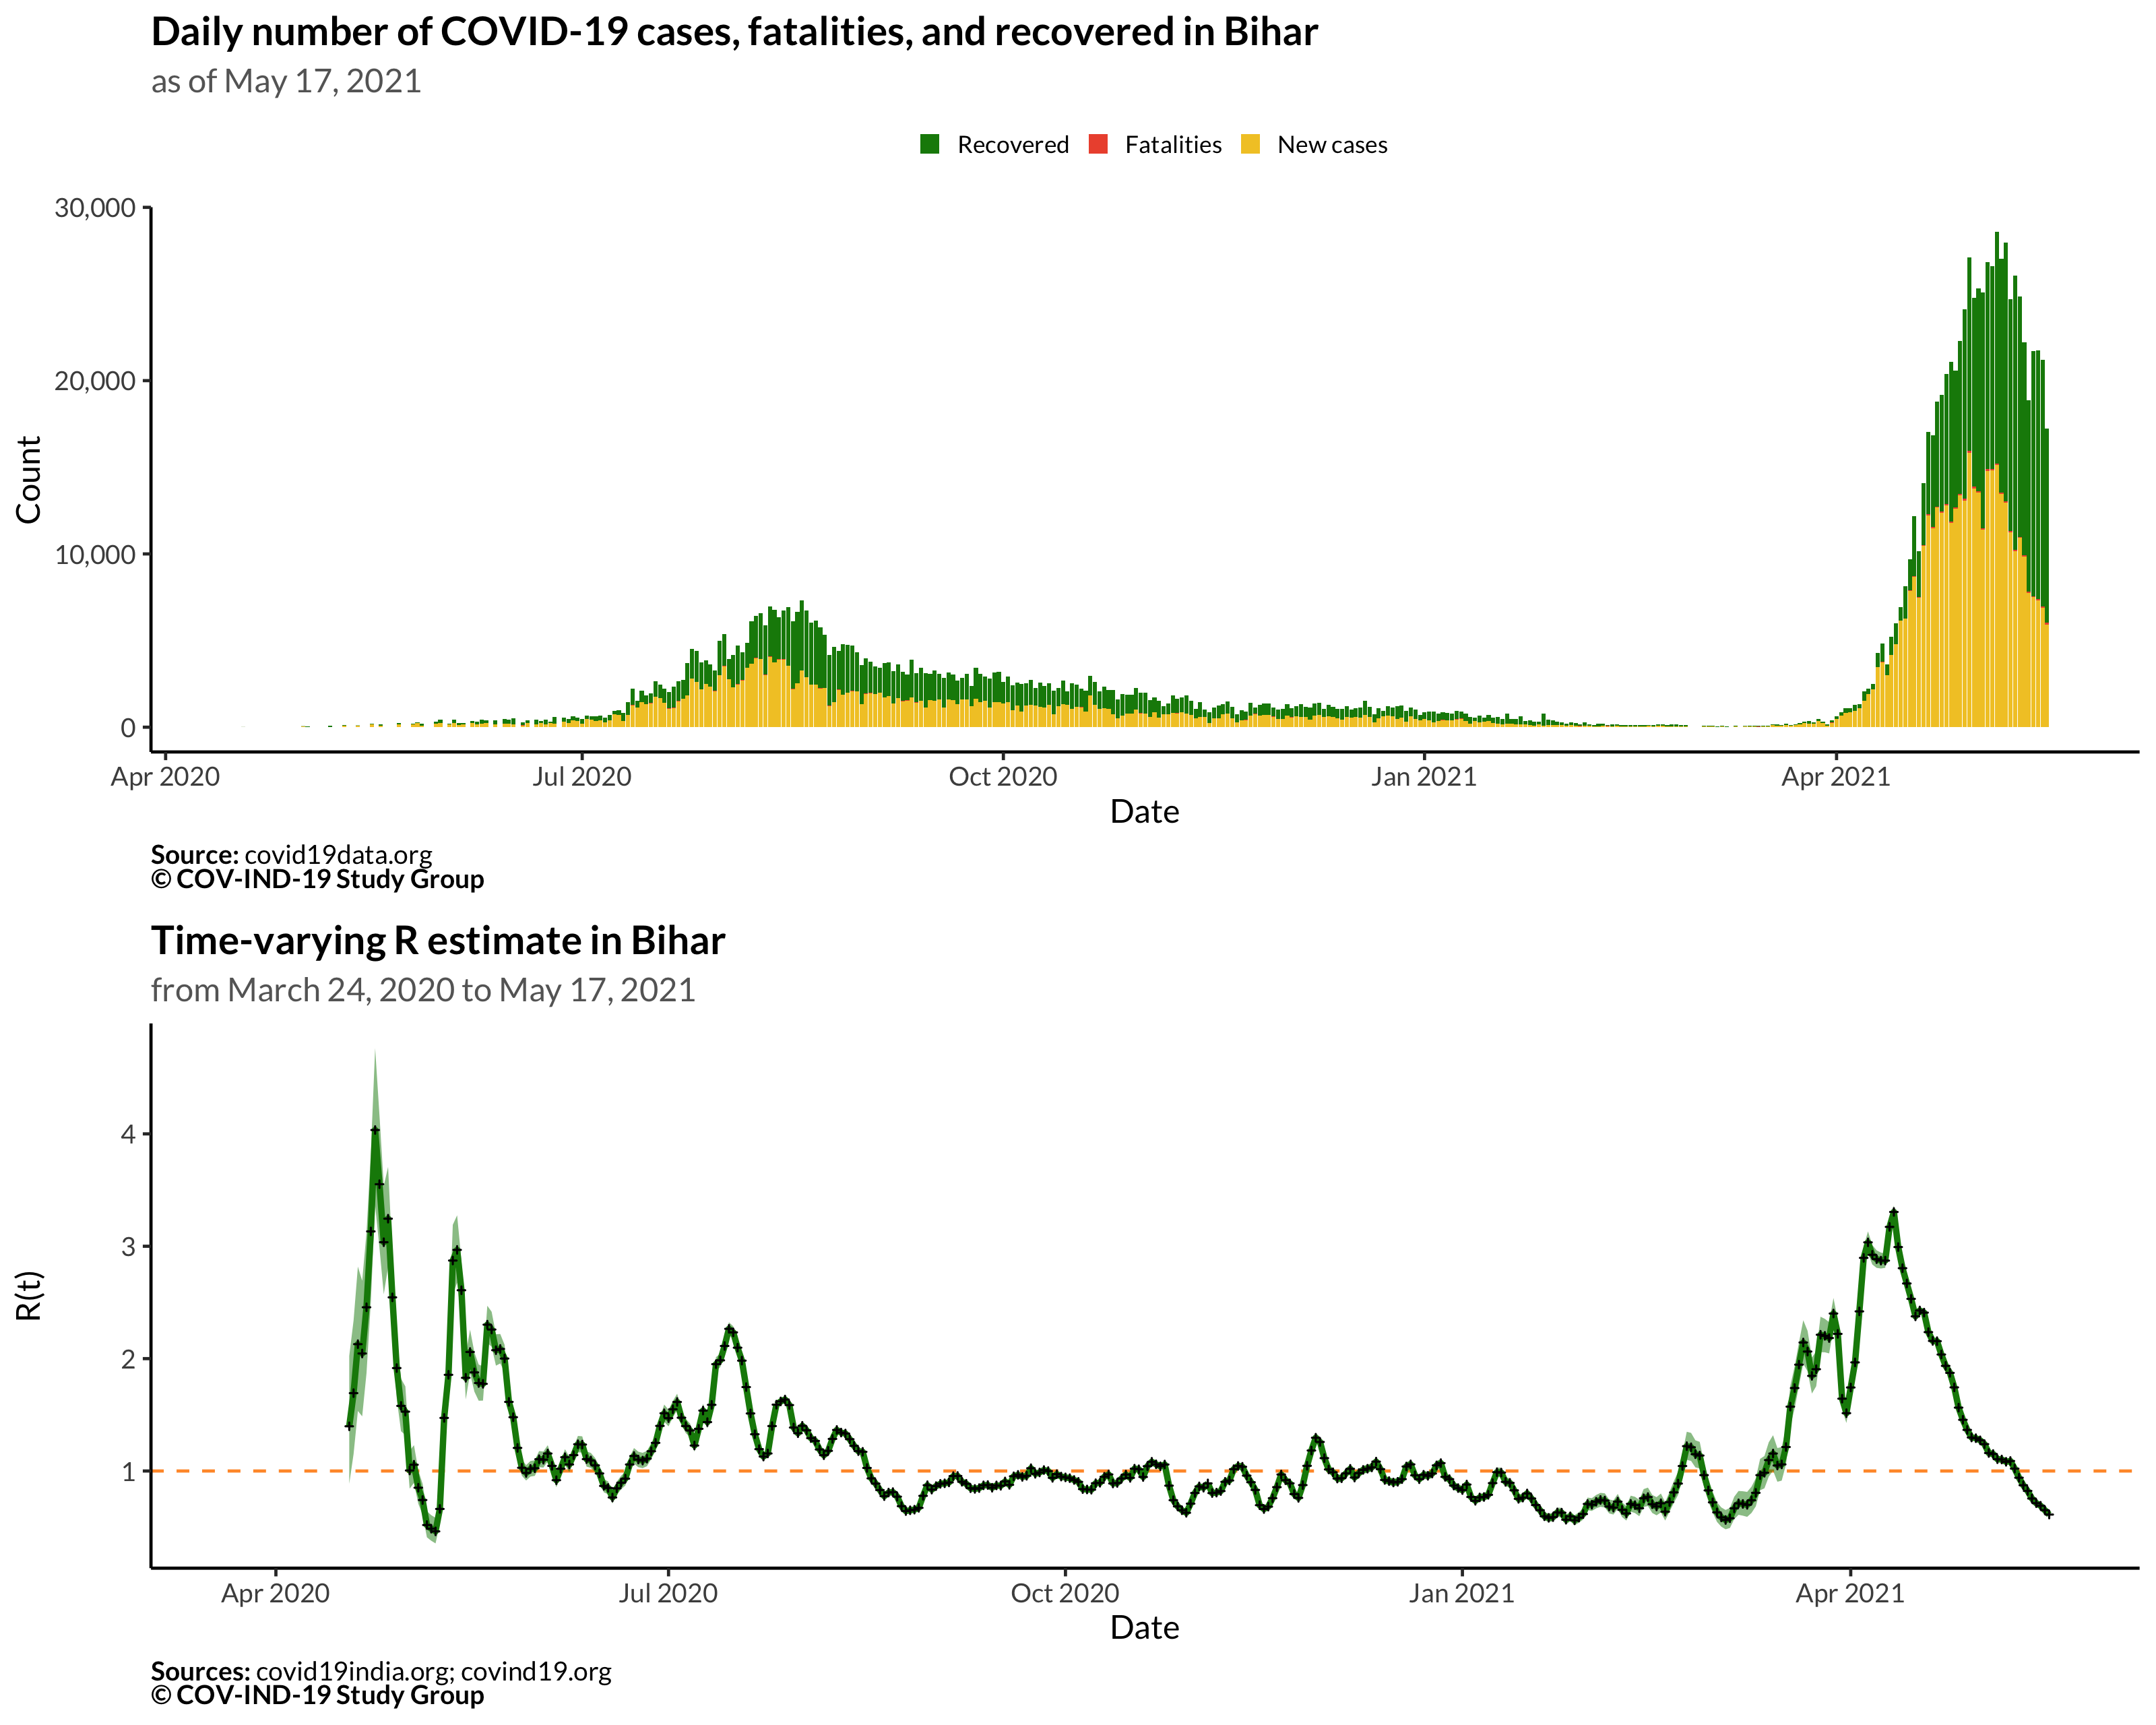 Daily number of COVID-19 cases, fatalities, and recovered in Bihar
as of May 17, 2021
Recovered Fatalities New cases
30,000
20,000
10,000
0
Count
Apr 2020 Jul 2020 Oct 2020 Jan 2021 Apr 2021
Date
Source: covid19data.org
© COV-IND-19 Study Group
Time-varying R estimate in Bihar
from March 24, 2020 to May 17, 2021
4
3
2
1
R(t)
Apr 2020 Jul 2020 Oct 2020 Jan 2021 Apr 2021
Date
Sources: covid19india.org; covind19.org
© COV-IND-19 Study Group